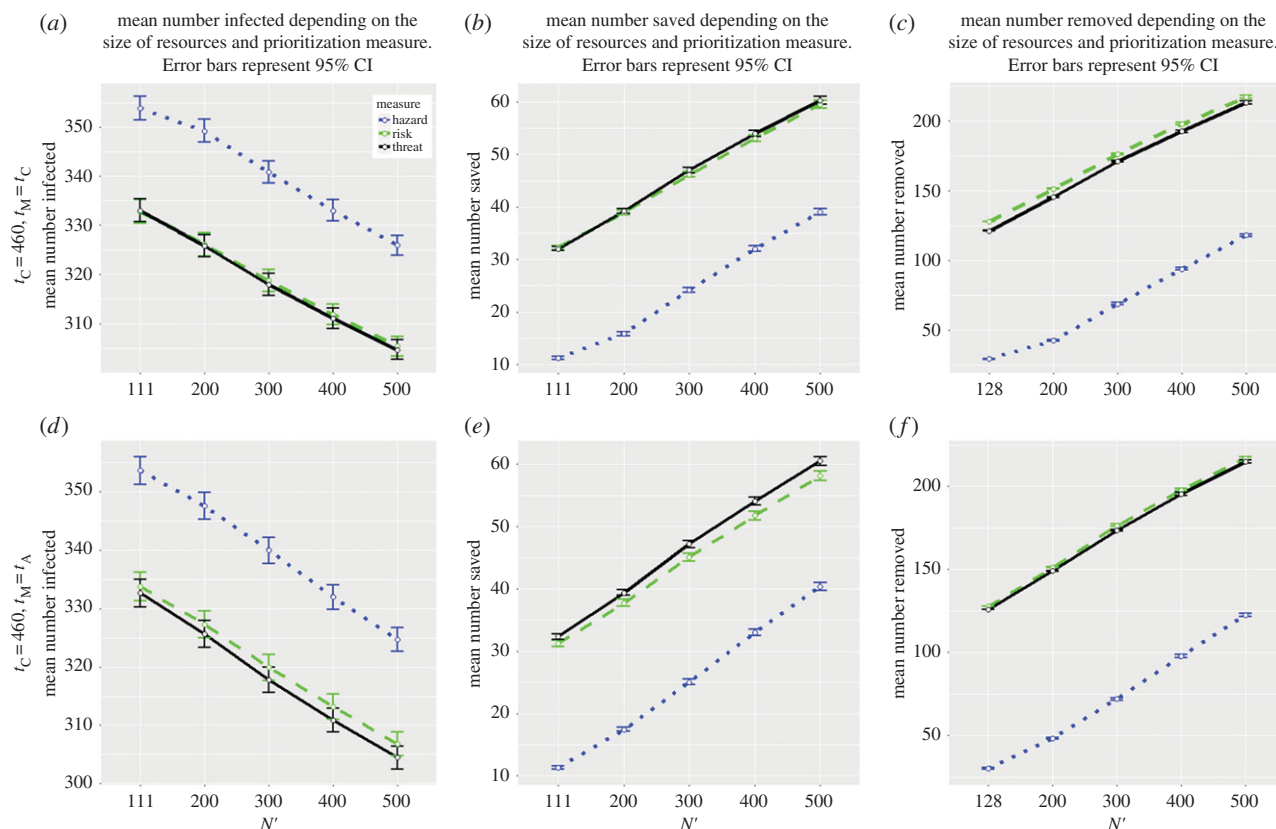 (a)
mean number infected depending on the
size of resources and prioritization measure.
Error bars represent 95% CI
measure
hazard
risk
threat
t_C = 460, t_M = t_C
mean number infected
350
340
330
320
310
111 200 300 400 500
(b)
mean number saved depending on the
size of resources and prioritization measure.
Error bars represent 95% CI
mean number saved
60
50
40
30
20
10
111 200 300 400 500
(c)
mean number removed depending on the
size of resources and prioritization measure.
Error bars represent 95% CI
mean number removed
200
150
100
50
128 200 300 400 500
(d)
t_C = 460, t_M = t_A
mean number infected
350
340
330
320
310
300
111 200 300 400 500
N'
(e)
mean number saved
60
50
40
30
20
10
111 200 300 400 500
N'
(f)
mean number removed
200
150
100
50
128 200 300 400 500
N'